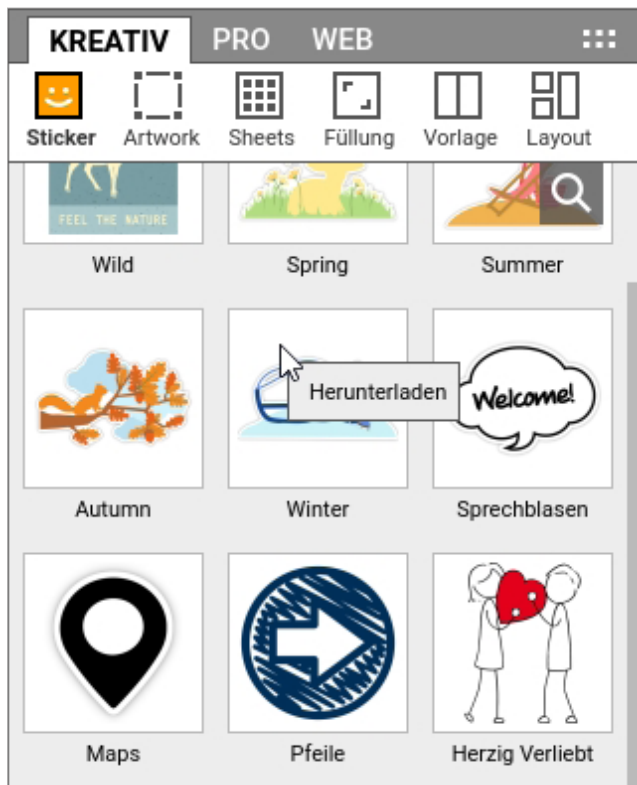 KREATIV PRO WEB
Sticker Artwork Sheets Füllung Vorlage Layout
FEEL THE NATURE
Wild Spring Summer
Herunterladen
Welcome!
Autumn Winter Sprechblasen
Maps Pfeile Herzig Verliebt